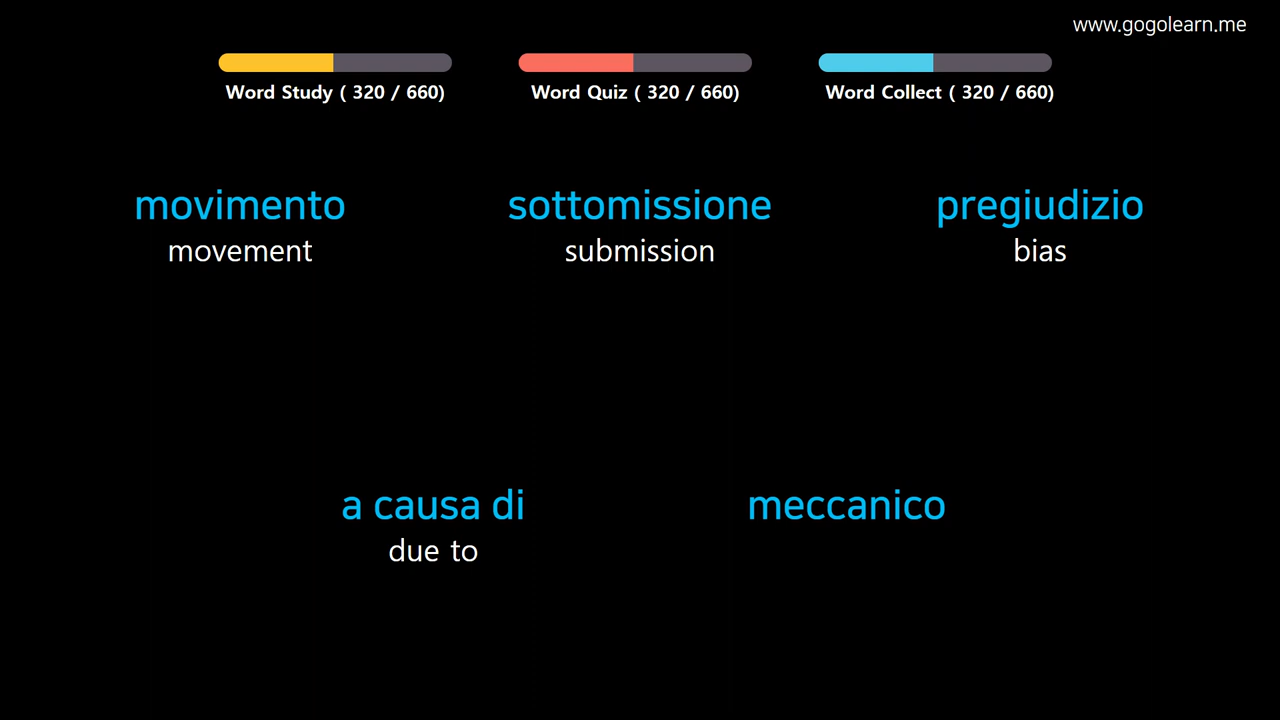 www.gogolearn.me
Word Study ( 320 / 660)
Word Quiz ( 320 / 660)
Word Collect ( 320 / 660)
movimento
movement
sottomissione
submission
pregiudizio
bias
a causa di
due to
meccanico